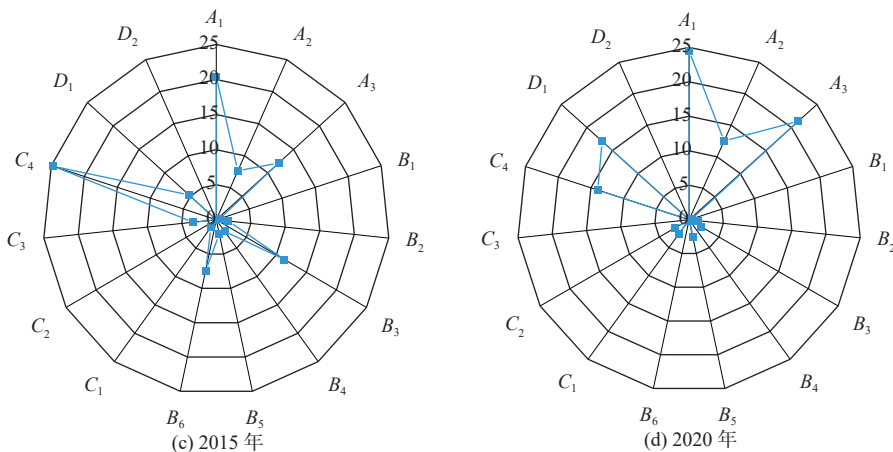 A₁
A₂
A₃
B₁
B₂
B₃
B₄
B₅
B₆
C₁
C₂
C₃
C₄
D₁
D₂
25
20
15
10
5
0
(c) 2015 年
A₁
A₂
A₃
B₁
B₂
B₃
B₄
B₅
B₆
C₁
C₂
C₃
C₄
D₁
D₂
25
20
15
10
5
0
(d) 2020 年